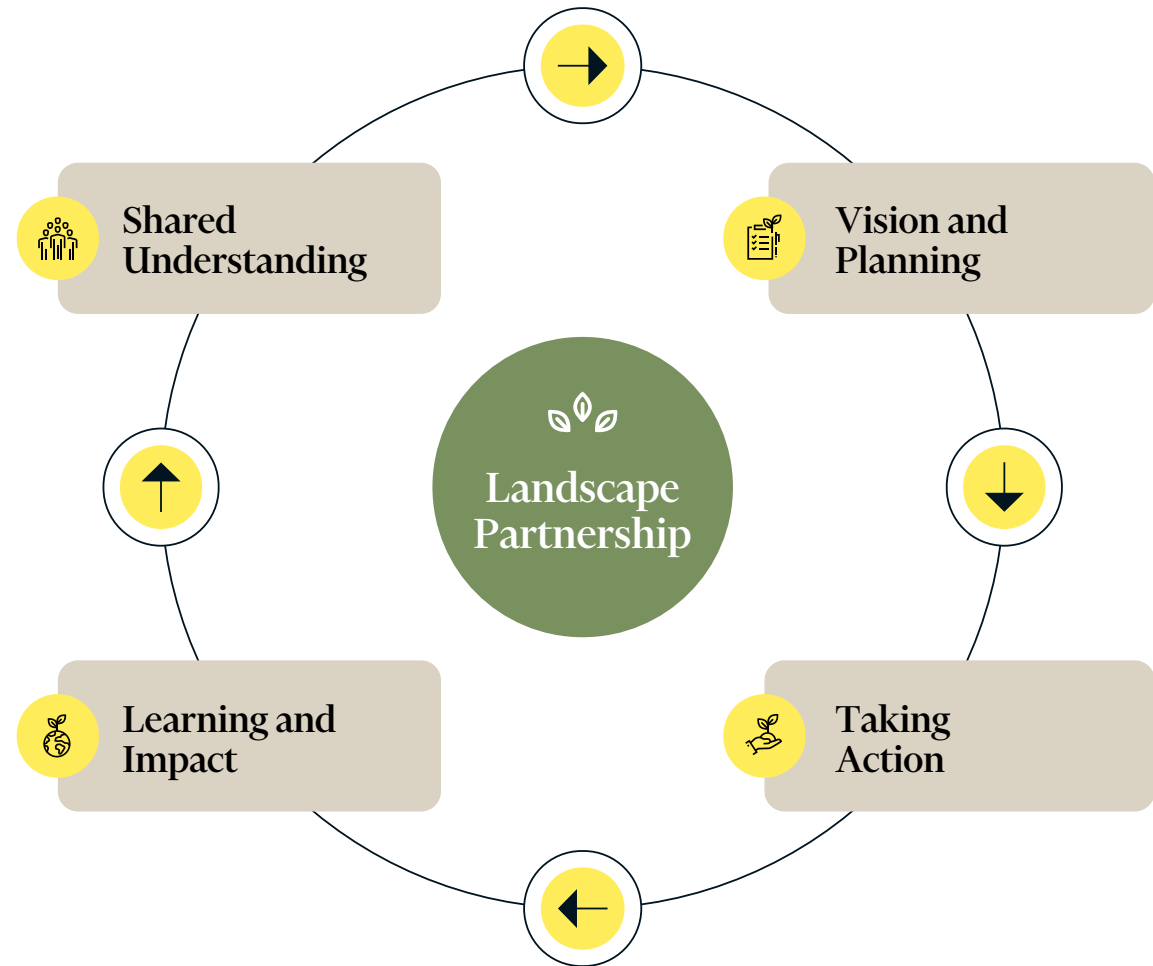 Shared
Understanding
Vision and
Planning
Landscape
Partnership
Learning and
Impact
Taking
Action